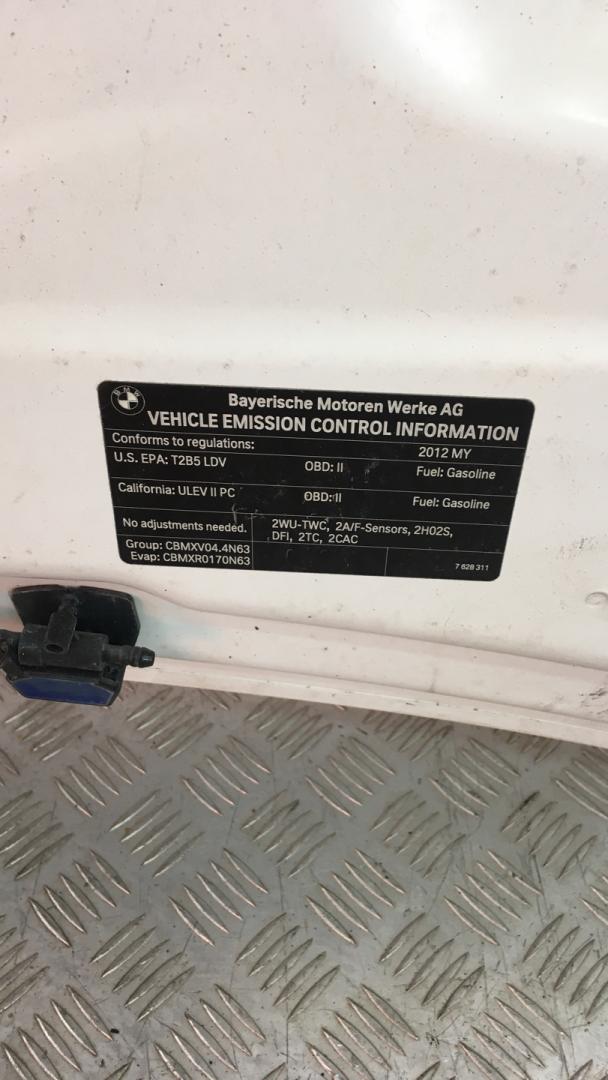 BMW
Bayerische Motoren Werke AG
VEHICLE EMISSION CONTROL INFORMATION
Conforms to regulations: 2012 MY
U.S. EPA: T2B5 LDV OBD: II Fuel: Gasoline
California: ULEV II PC OBD: II Fuel: Gasoline
No adjustments needed. 2WU-TWC, 2A/F-Sensors, 2HO2S,
DFI, 2TC, 2CAC
Group: CBMXV04.4N63
Evap: CBMXR0170N63 7 628 311